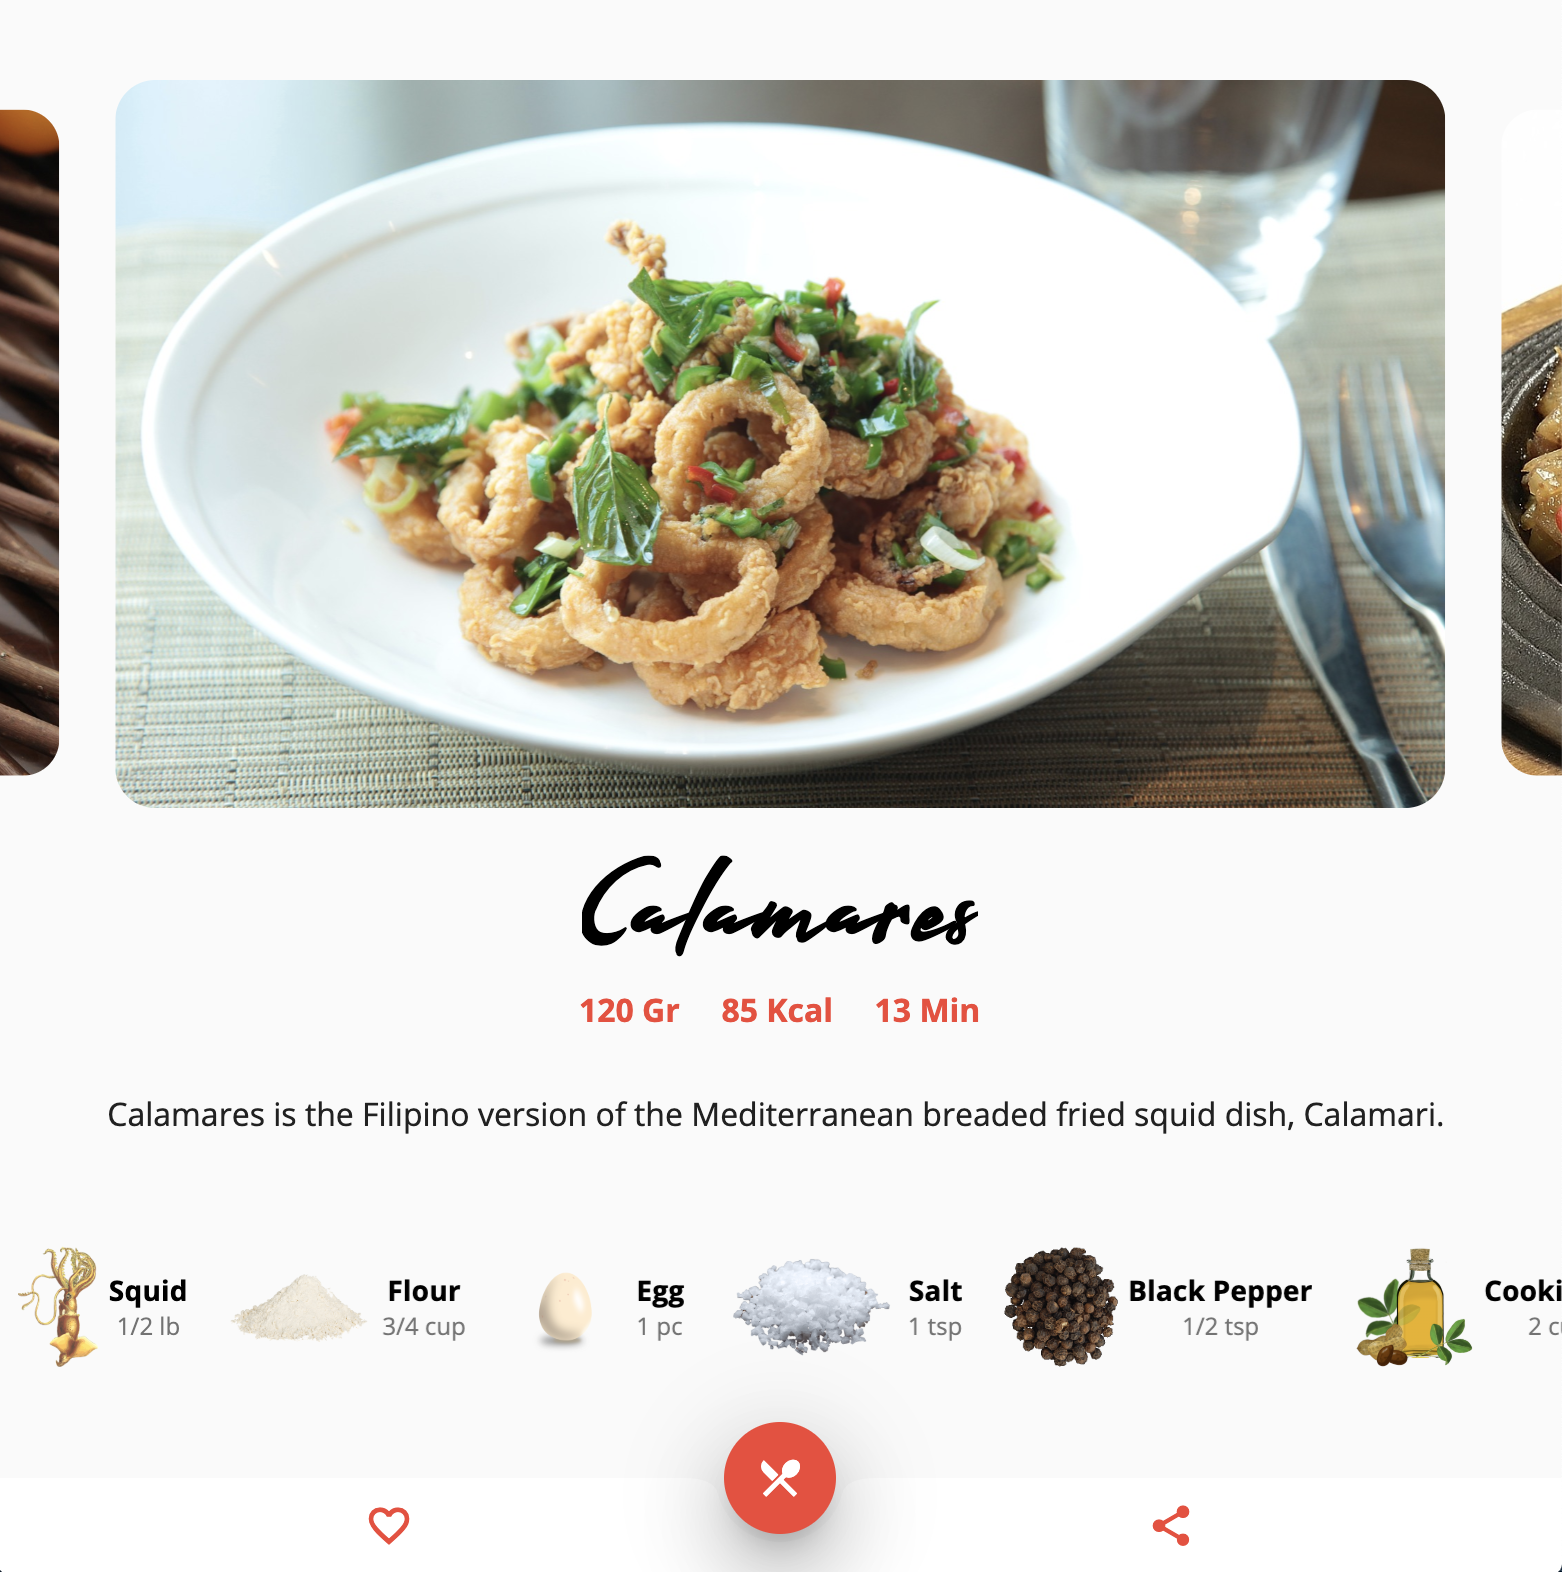 Calamares
120 Gr 85 Kcal 13 Min
Calamares is the Filipino version of the Mediterranean breaded fried squid dish, Calamari.
Squid
1/2 lb
Flour
3/4 cup
Egg
1 pc
Salt
1 tsp
Black Pepper
1/2 tsp
Cooki
2 cu